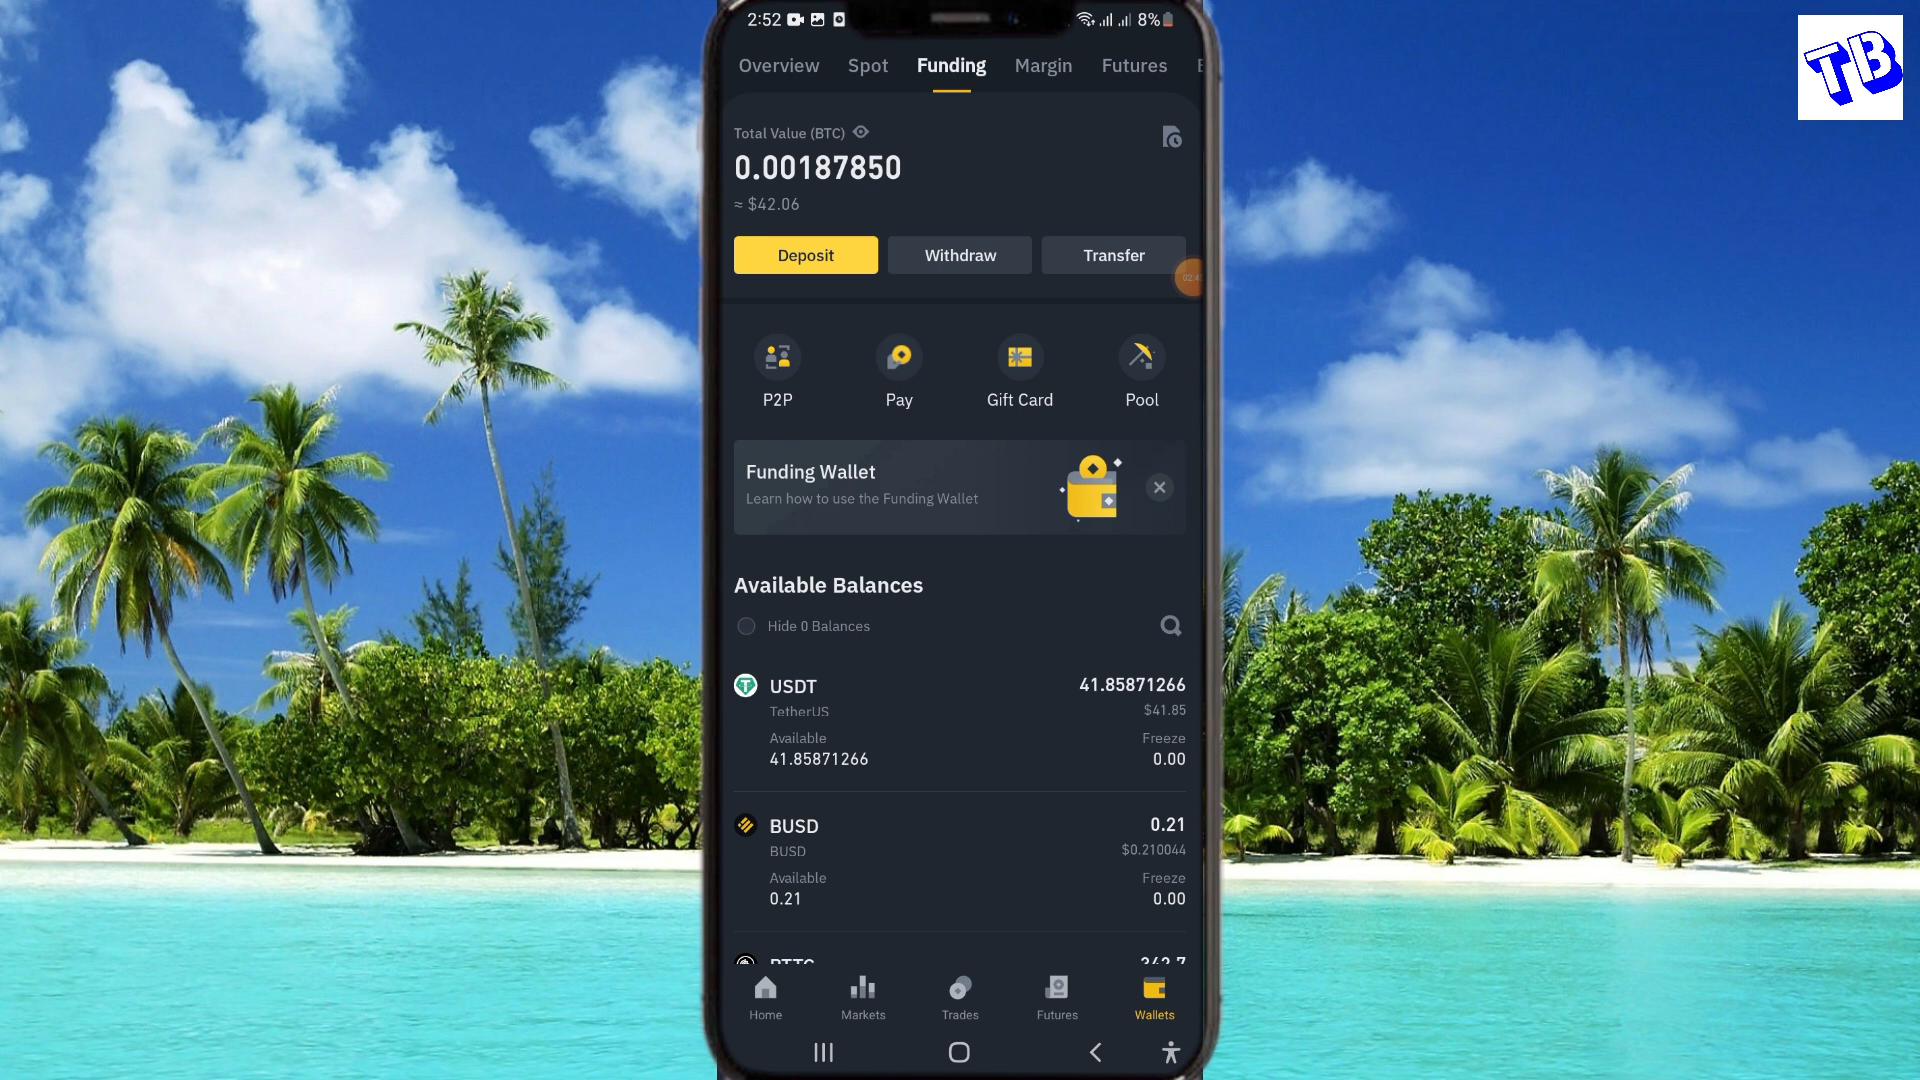 2:52 8%
Overview Spot Funding Margin Futures
Total Value (BTC)
0.00187850
≈ $42.06
Deposit Withdraw Transfer
P2P Pay Gift Card Pool
Funding Wallet
Learn how to use the Funding Wallet
Available Balances
Hide 0 Balances
USDT 41.85871266
TetherUS $41.85
Available Freeze
41.85871266 0.00
BUSD 0.21
BUSD $0.210044
Available Freeze
0.21 0.00
BTTC 342.7
Home Markets Trades Futures Wallets
TB